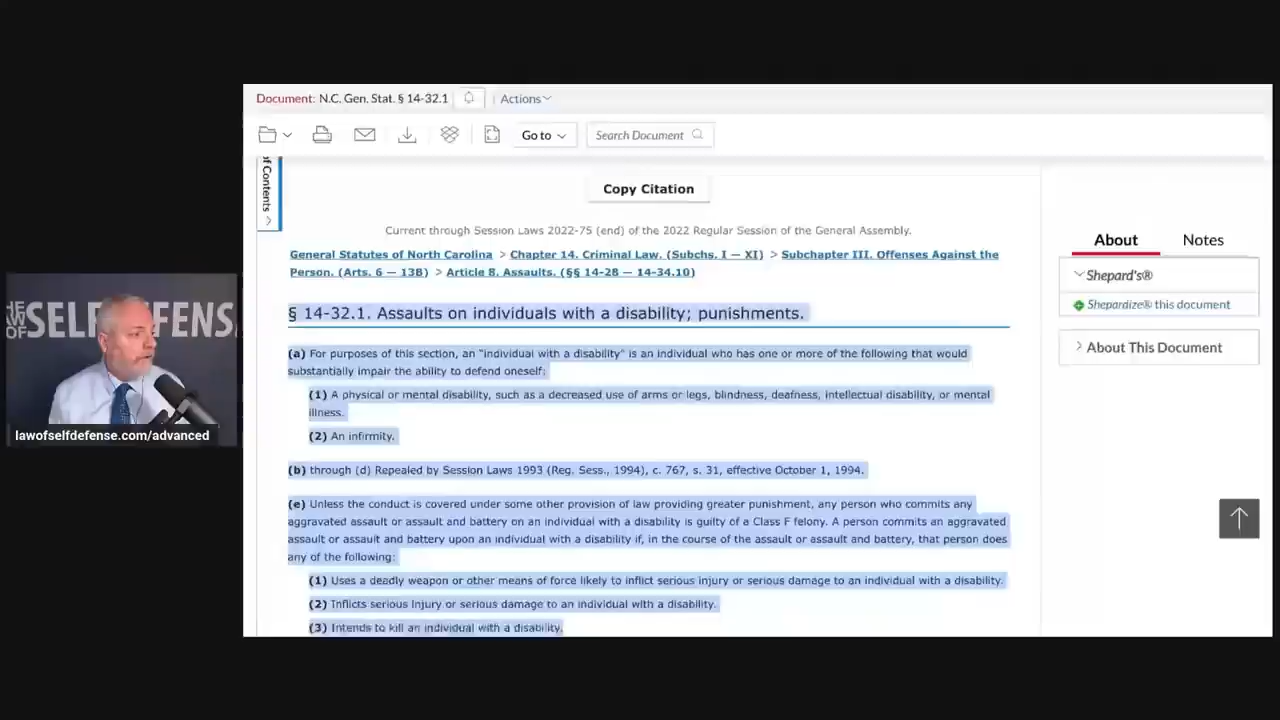 Document: N.C. Gen. Stat. § 14-32.1
Actions
Go to
Search Document
of Contents
Copy Citation
Current through Session Laws 2022-75 (end) of the 2022 Regular Session of the General Assembly.
General Statutes of North Carolina > Chapter 14. Criminal Law. (Subchs. I — XI) > Subchapter III. Offenses Against the
Person. (Arts. 6 — 13B) > Article 8. Assaults. (§§ 14-28 — 14-34.10)
§ 14-32.1. Assaults on individuals with a disability; punishments.
(a) For purposes of this section, an "individual with a disability" is an individual who has one or more of the following that would
substantially impair the ability to defend oneself:
(1) A physical or mental disability, such as a decreased use of arms or legs, blindness, deafness, intellectual disability, or mental
illness.
(2) An infirmity.
(b) through (d) Repealed by Session Laws 1993 (Reg. Sess., 1994), c. 767, s. 31, effective October 1, 1994.
(e) Unless the conduct is covered under some other provision of law providing greater punishment, any person who commits any
aggravated assault or assault and battery on an individual with a disability is guilty of a Class F felony. A person commits an aggravated
assault or assault and battery upon an individual with a disability if, in the course of the assault or assault and battery, that person does
any of the following:
(1) Uses a deadly weapon or other means of force likely to inflict serious injury or serious damage to an individual with a disability.
(2) Inflicts serious injury or serious damage to an individual with a disability.
(3) Intends to kill an individual with a disability.
About
Notes
Shepard's®
Shepardize® this document
About This Document
OF SELF DEFENS
lawofselfdefense.com/advanced